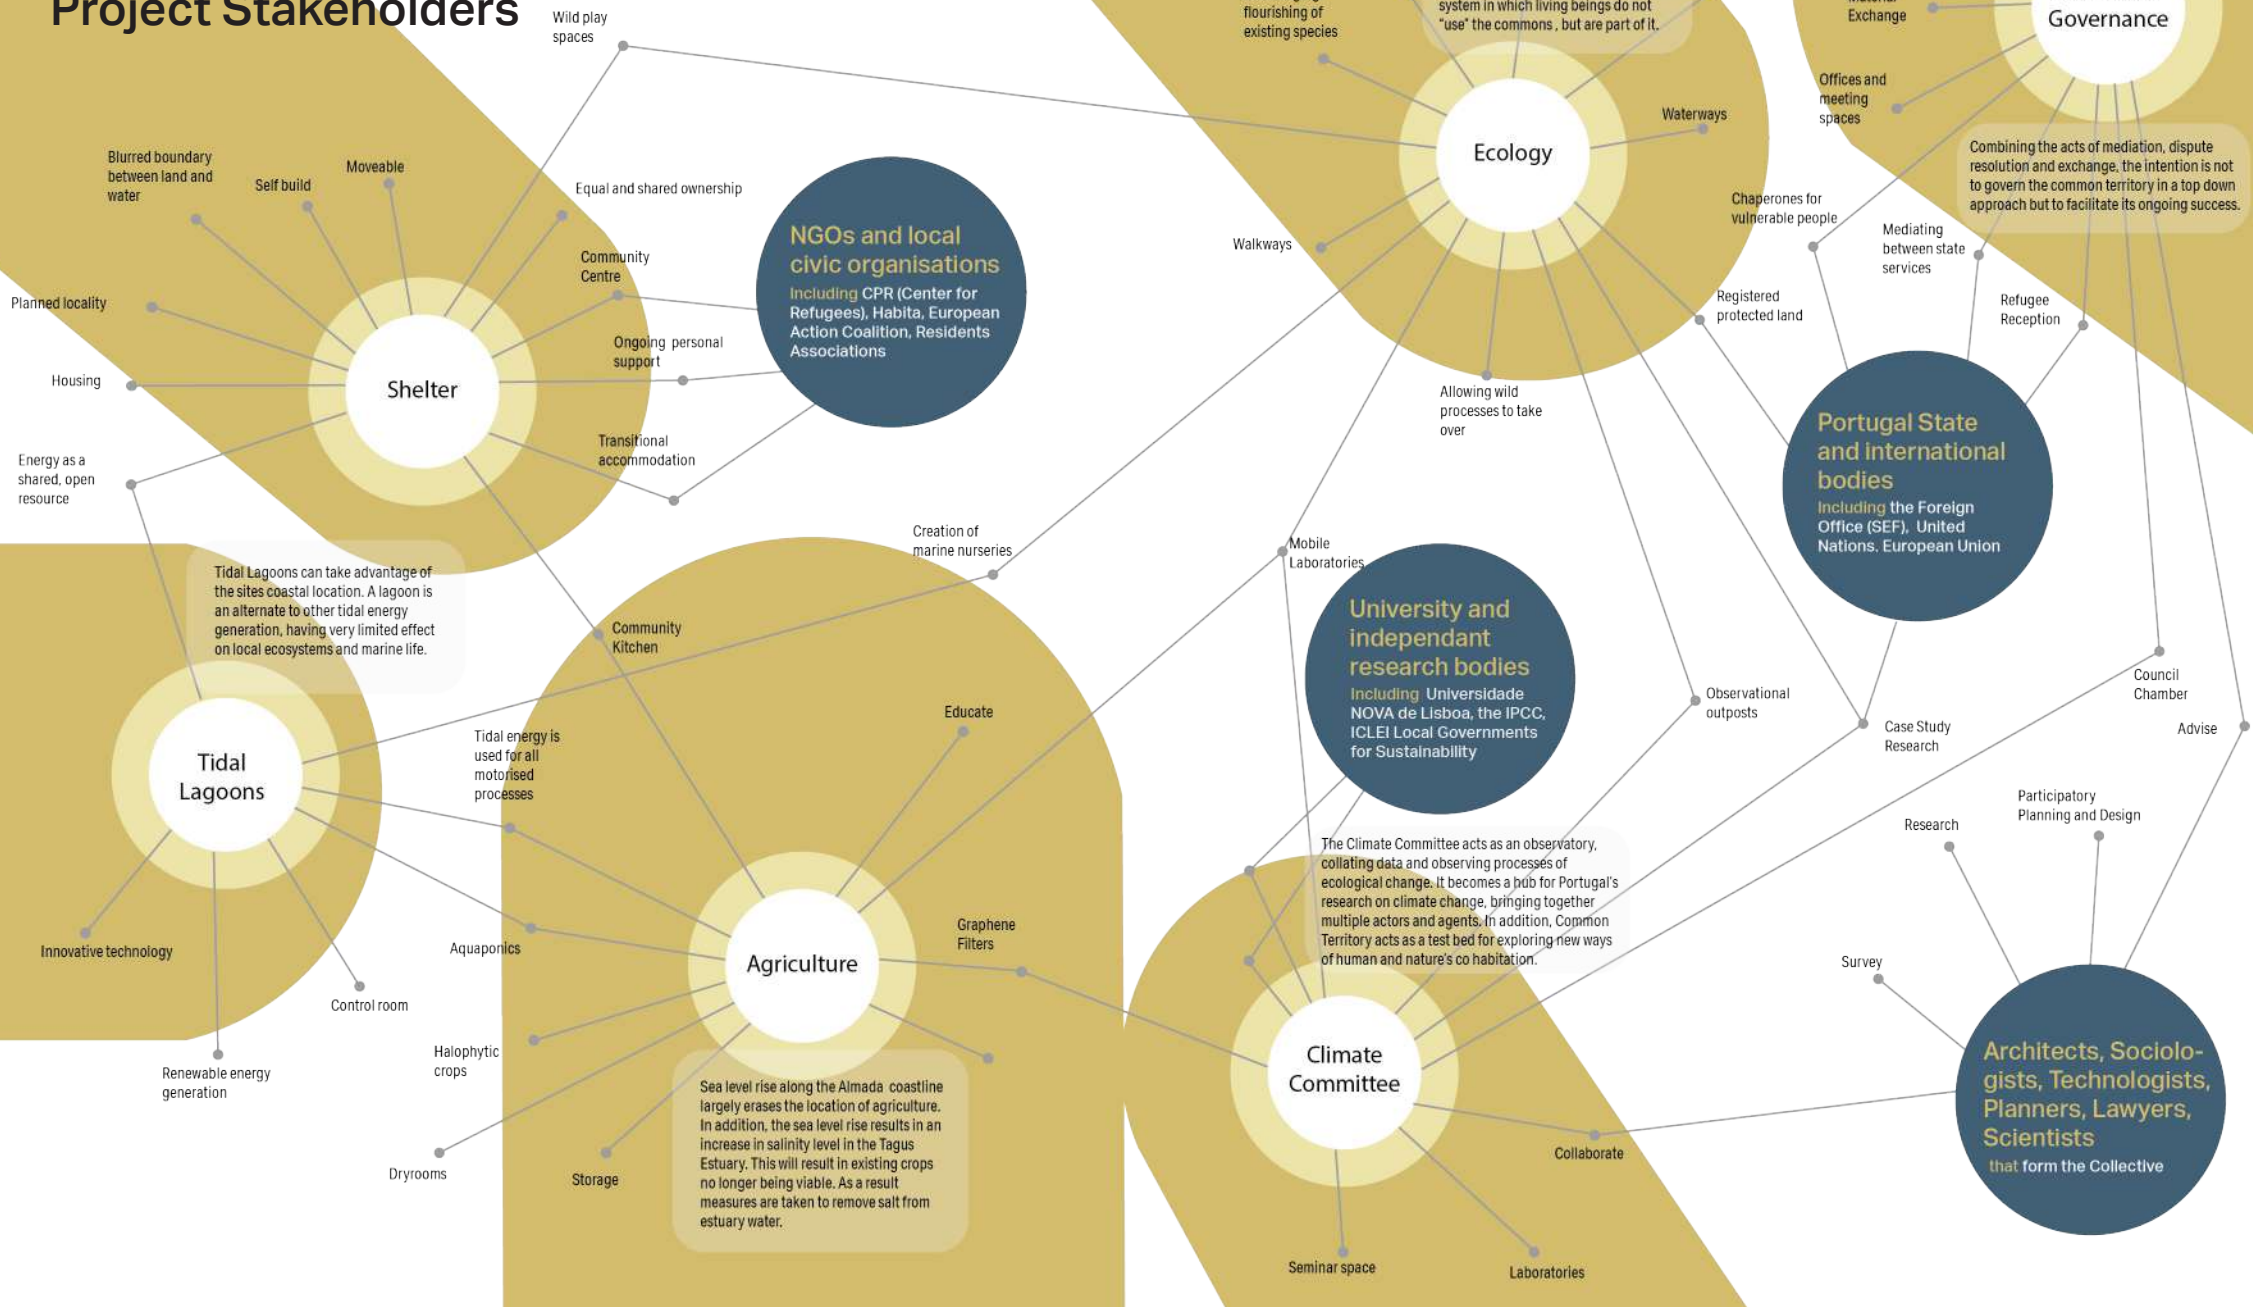 Project Stakeholders
Wild play
spaces
flourishing of
existing species
system in which living beings do not
"use" the commons , but are part of it.
Exchange
Governance
Offices and
meeting
spaces
Ecology
Waterways
Combining the acts of mediation, dispute
resolution and exchange, the intention is not
to govern the common territory in a top down
approach but to facilitate its ongoing success.
Blurred boundary
between land and
water
Self build
Moveable
Equal and shared ownership
Community
Centre
NGOs and local
civic organisations
Including CPR (Center for
Refugees), Habita, European
Action Coalition, Residents
Associations
Walkways
Chaperones for
vulnerable people
Mediating
between state
services
Registered
protected land
Refugee
Reception
Planned locality
Ongoing personal
support
Housing
Shelter
Allowing wild
processes to take
over
Transitional
accommodation
Energy as a
shared, open
resource
Portugal State
and international
bodies
Including the Foreign
Office (SEF), United
Nations. European Union
Creation of
marine nurseries
Mobile
Laboratories
Tidal Lagoons can take advantage of
the sites coastal location. A lagoon is
an alternate to other tidal energy
generation, having very limited effect
on local ecosystems and marine life.
Community
Kitchen
University and
independant
research bodies
Including Universidade
NOVA de Lisboa, the IPCC,
ICLEI Local Governments
for Sustainability
Observational
outposts
Case Study
Research
Council
Chamber
Advise
Tidal
Lagoons
Tidal energy is
used for all
motorised
processes
Educate
Participatory
Planning and Design
Research
The Climate Committee acts as an observatory,
collating data and observing processes of
ecological change. It becomes a hub for Portugal's
research on climate change, bringing together
multiple actors and agents. In addition, Common
Territory acts as a test bed for exploring new ways
of human and nature's co habitation.
Innovative technology
Aquaponics
Agriculture
Graphene
Filters
Survey
Control room
Renewable energy
generation
Halophytic
crops
Climate
Committee
Architects, Sociolo-
gists, Technologists,
Planners, Lawyers,
Scientists
that form the Collective
Sea level rise along the Almada coastline
largely erases the location of agriculture.
In addition, the sea level rise results in an
increase in salinity level in the Tagus
Estuary. This will result in existing crops
no longer being viable. As a result
measures are taken to remove salt from
estuary water.
Dryrooms
Storage
Collaborate
Seminar space
Laboratories